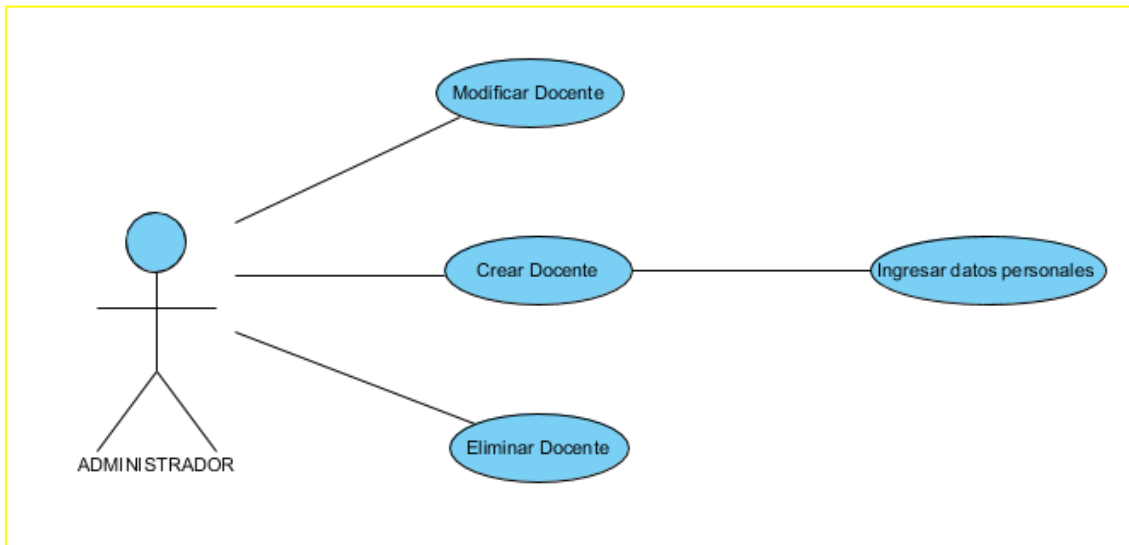 Modificar Docente
Crear Docente
Ingresar datos personales
Eliminar Docente
ADMINISTRADOR